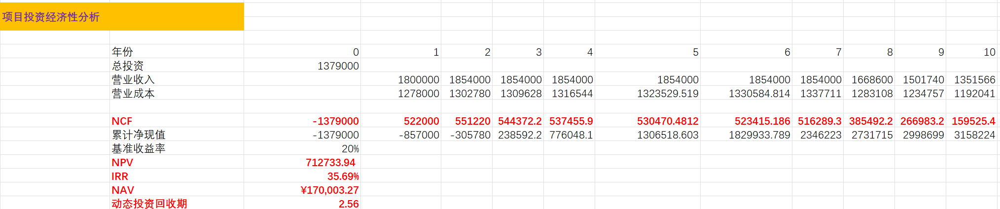 项目投资经济性分析
年份 0 1 2 3 4 5 6 7 8 9 10
总投资 1379000
营业收入 1800000 1854000 1854000 1854000 1854000 1854000 1854000 1668600 1501740 1351566
营业成本 1278000 1302780 1309628 1316544 1323529.519 1330584.814 1337711 1283108 1234757 1192041
NCF -1379000 522000 551220 544372.2 537455.9 530470.4812 523415.186 516289.3 385492.2 266983.2 159525.4
累计净现值 -1379000 -857000 -305780 238592.2 776048.1 1306518.603 1829933.789 2346223 2731715 2998699 3158224
基准收益率 20%
NPV 712733.94
IRR 35.69%
NAV ¥170,003.27
动态投资回收期 2.56